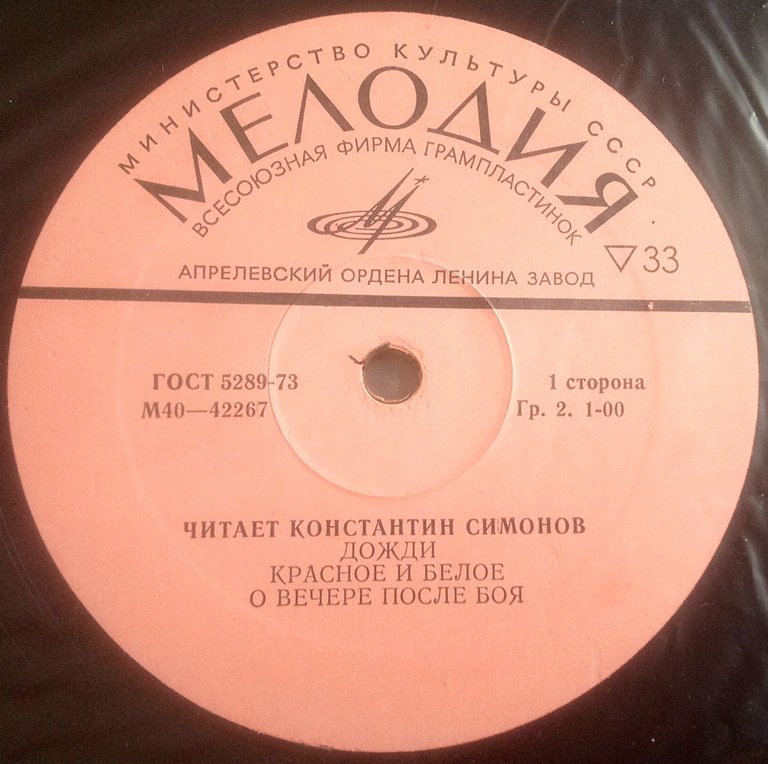 МИНИСТЕРСТВО КУЛЬТУРЫ СССР
МЕЛОДИЯ
ВСЕСОЮЗНАЯ ФИРМА ГРАМПЛАСТИНОК
33
АПРЕЛЕВСКИЙ ОРДЕНА ЛЕНИНА ЗАВОД
ГОСТ 5289-73
1 сторона
М40—42267
Гр. 2. 1-00
ЧИТАЕТ КОНСТАНТИН СИМОНОВ
ДОЖДИ
КРАСНОЕ И БЕЛОЕ
О ВЕЧЕРЕ ПОСЛЕ БОЯ